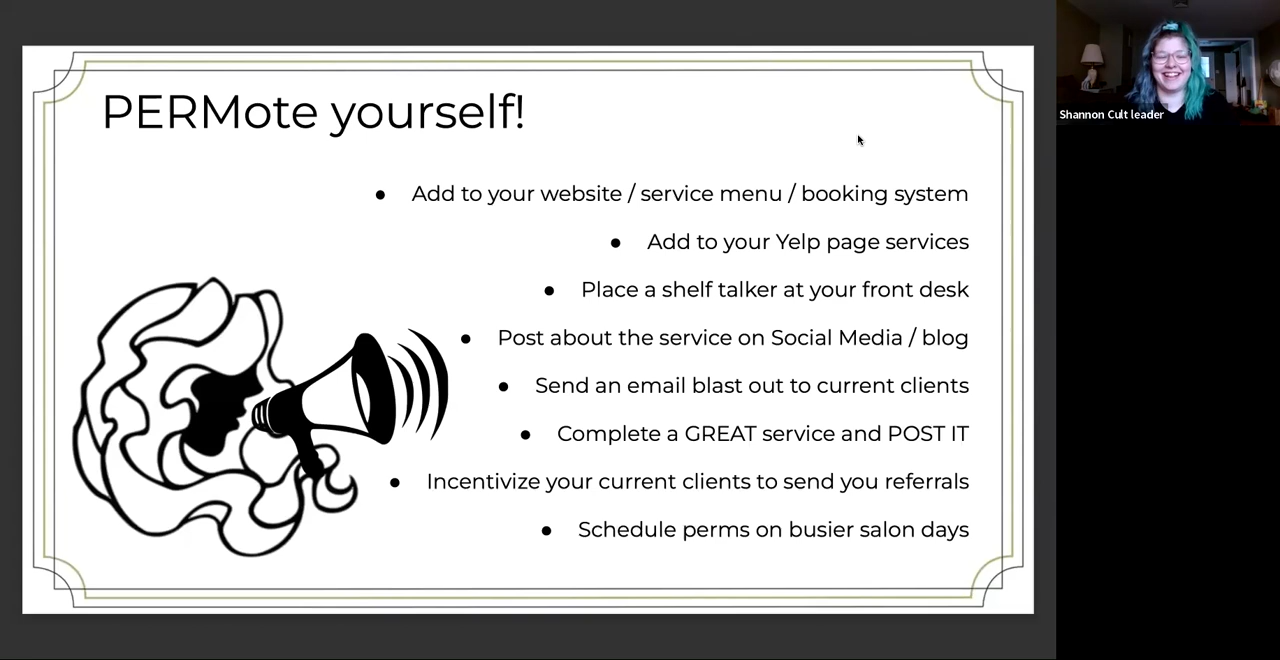 PERMote yourself!
● Add to your website / service menu / booking system
● Add to your Yelp page services
● Place a shelf talker at your front desk
● Post about the service on Social Media / blog
● Send an email blast out to current clients
● Complete a GREAT service and POST IT
● Incentivize your current clients to send you referrals
● Schedule perms on busier salon days
Shannon Cult leader